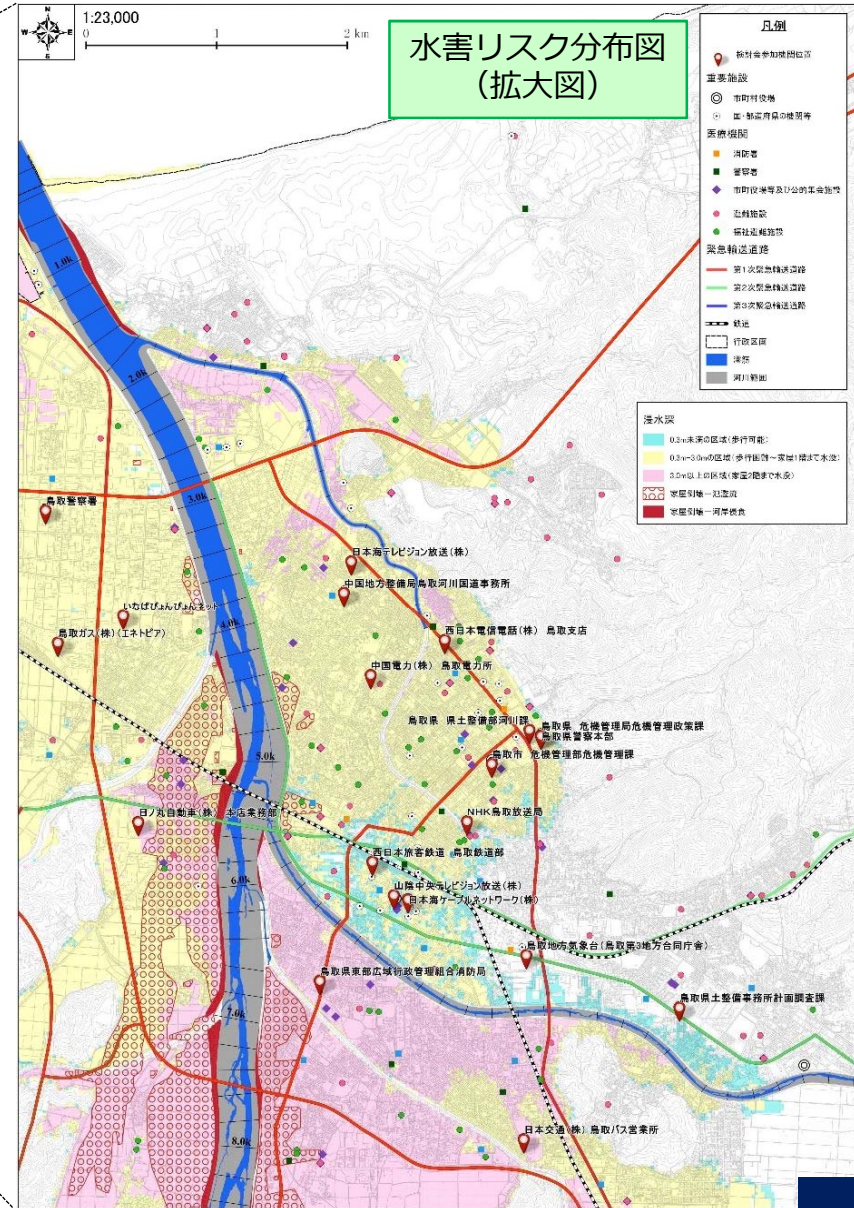 1:23,000
0 1 2 km
N
W E
S
水害リスク分布図
（拡大図）
凡例
検討会参加機関位置
重要施設
市町村役場
国・都道府県の機関等
医療機関
消防署
警察署
市町役場等及び公的集会施設
避難施設
福祉避難施設
緊急輸送道路
第1次緊急輸送道路
第2次緊急輸送道路
第3次緊急輸送道路
鉄道
行政区画
澪筋
河川範囲
浸水深
0.3m未満の区域（歩行可能）
0.3m-3.0mの区域（歩行困難～家屋1階まで水没）
3.0m以上の区域（家屋2階まで水没）
家屋倒壊－氾濫流
家屋倒壊－河岸侵食
1.0k
2.0k
3.0k
鳥取警察署
日本海テレビジョン放送（株）
中国地方整備局鳥取河川国道事務所
いなばぴょんぴょんネット
4.0k
鳥取ガス（株）（エネトピア）
西日本電信電話（株） 鳥取支店
中国電力（株） 鳥取電力所
鳥取県 県土整備部河川課
鳥取県 危機管理局危機管理政策課
鳥取県警察本部
鳥取市 危機管理部危機管理課
5.0k
日ノ丸自動車（株） 本店業務部
NHK鳥取放送局
西日本旅客鉄道 鳥取鉄道部
6.0k
山陰中央テレビジョン放送（株）
日本海ケーブルネットワーク（株）
鳥取地方気象台（鳥取第3地方合同庁舎）
鳥取県東部広域行政管理組合消防局
鳥取県土整備事務所計画調査課
7.0k
日本交通（株） 鳥取バス営業所
8.0k